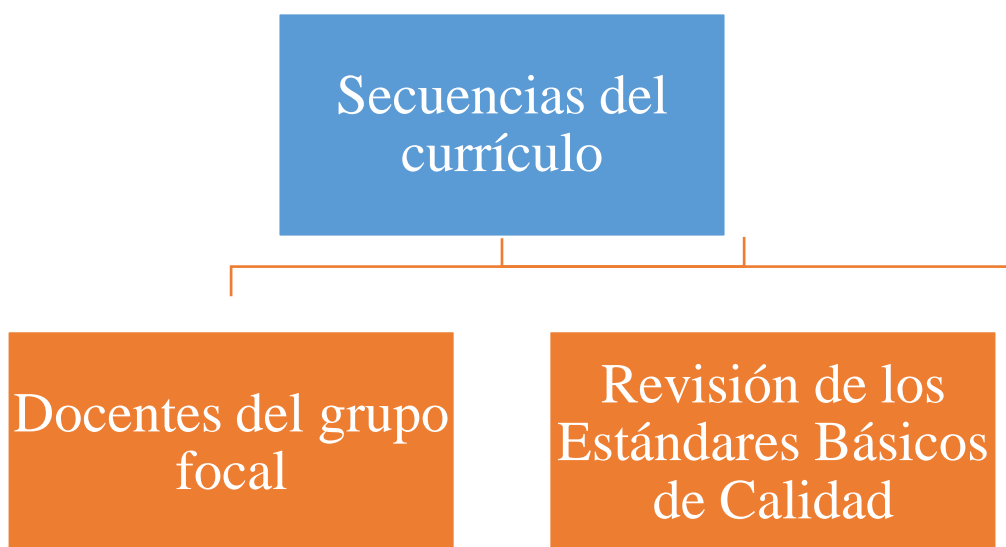 Secuencias del
currículo
Docentes del grupo
focal
Revisión de los
Estándares Básicos
de Calidad